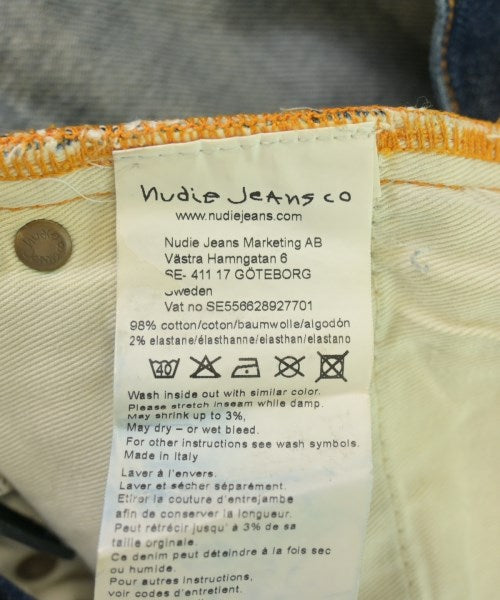 nudie Jeans co
www.nudiejeans.com
Nudie Jeans Marketing AB
Västra Hamngatan 6
SE- 411 17 GÖTEBORG
Sweden
Vat no SE556628927701
98% cotton/coton/baumwolle/algodón
2% elastane/élasthanne/elasthan/elastano
40
Wash inside out with similar color.
Please stretch inseam while damp.
May shrink up to 3%,
May dry – or wet bleed.
For other instructions see wash symbols.
Made in Italy
Laver à l'envers.
Laver et sécher séparément.
Etirer la couture d'entrejambe
afin de conserver la longueur.
Peut rétrécir jusqu' à 3% de sa
taille orginale.
Ce denim peut déteindre à la fois sec
ou humide.
Pour autres instructions,
voir codes d'entretien.